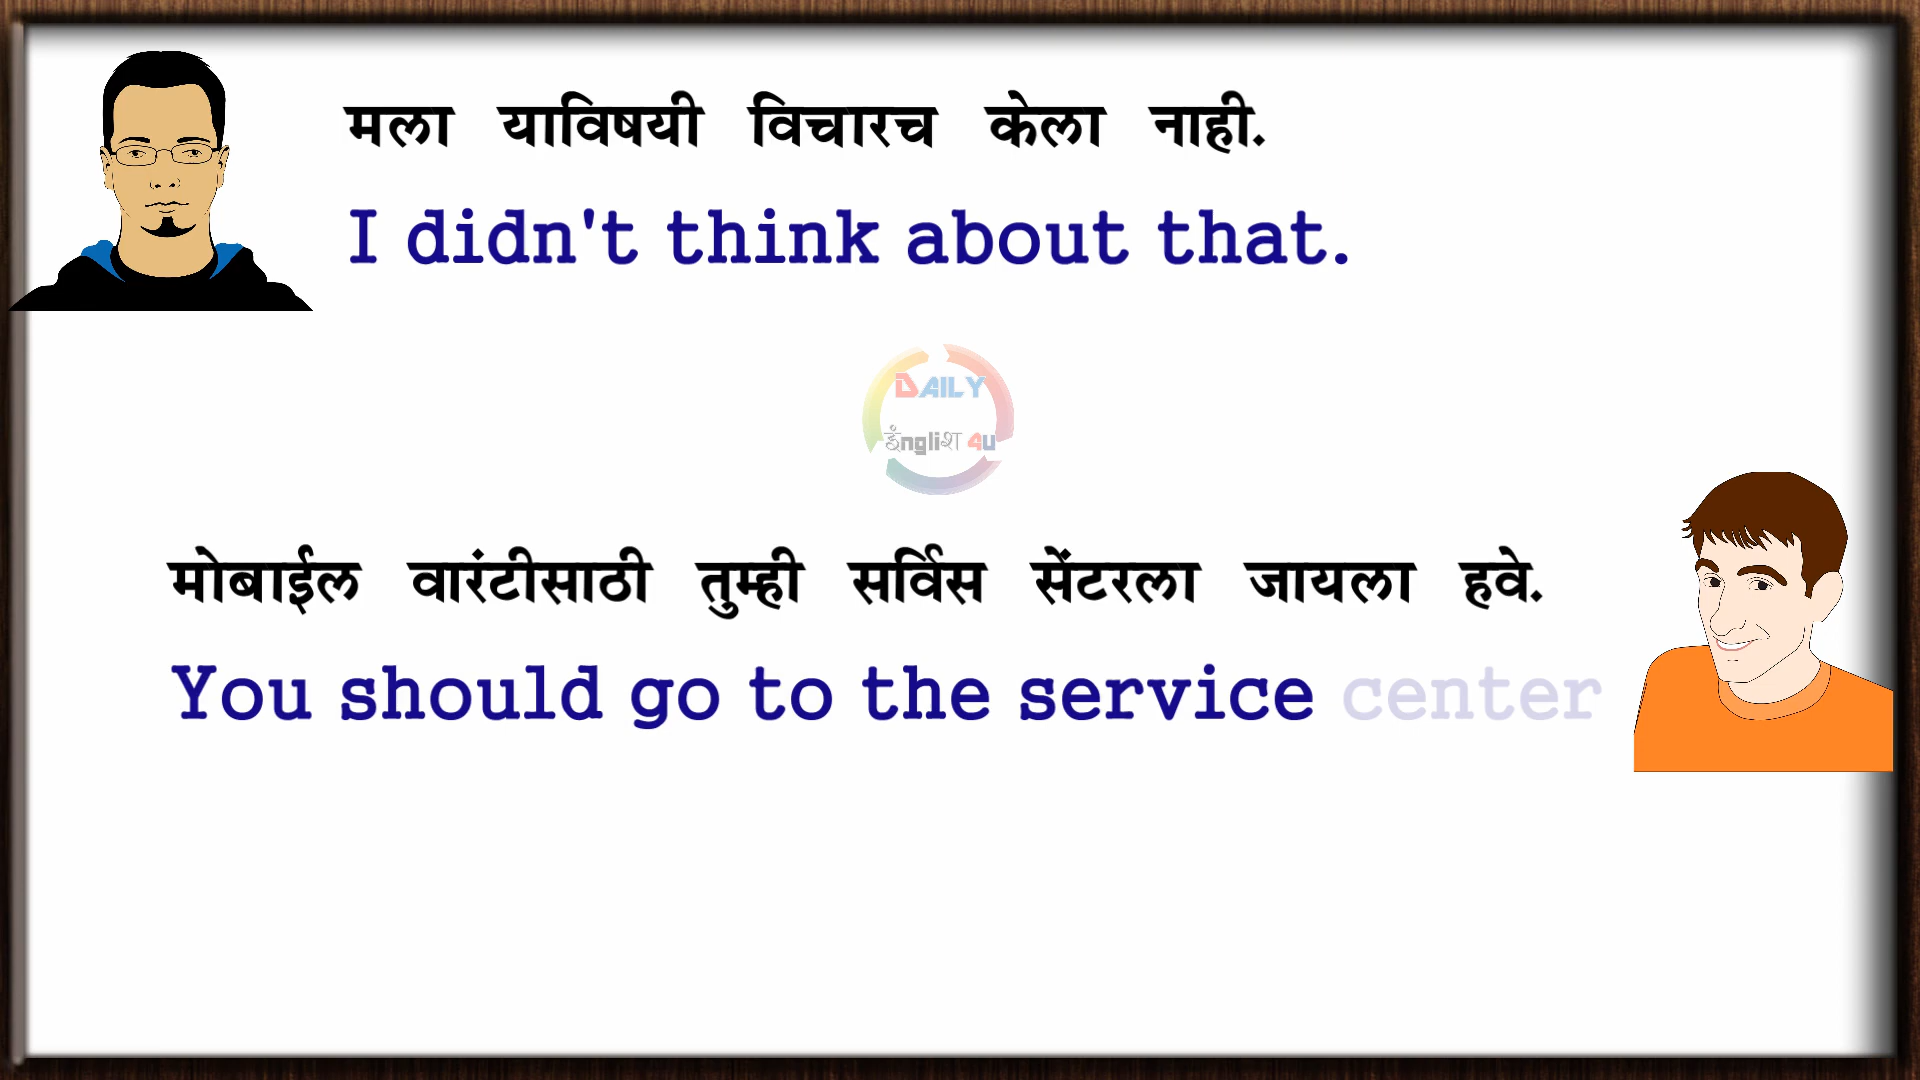 मला याविषयी विचारच केला नाही.
I didn't think about that.
DAILY
इंngliश 4u
मोबाईल वारंटीसाठी तुम्ही सर्विस सेंटरला जायला हवे.
You should go to the service center